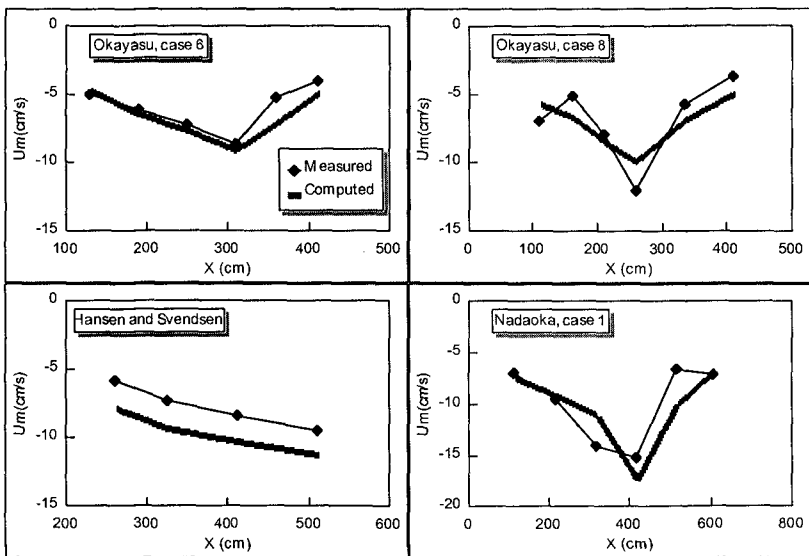 Okayasu, case 6
Um(cm/s)
0
-5
-10
-15
100 200 300 400 500
X (cm)
Measured
Computed
Okayasu, case 8
Um(cm/s)
0
-5
-10
-15
0 100 200 300 400 500
X (cm)
Hansen and Svendsen
Um(cm/s)
0
-5
-10
-15
200 300 400 500 600
X (cm)
Nadaoka, case 1
Um(cm/s)
0
-5
-10
-15
-20
0 200 400 600 800
X (cm)